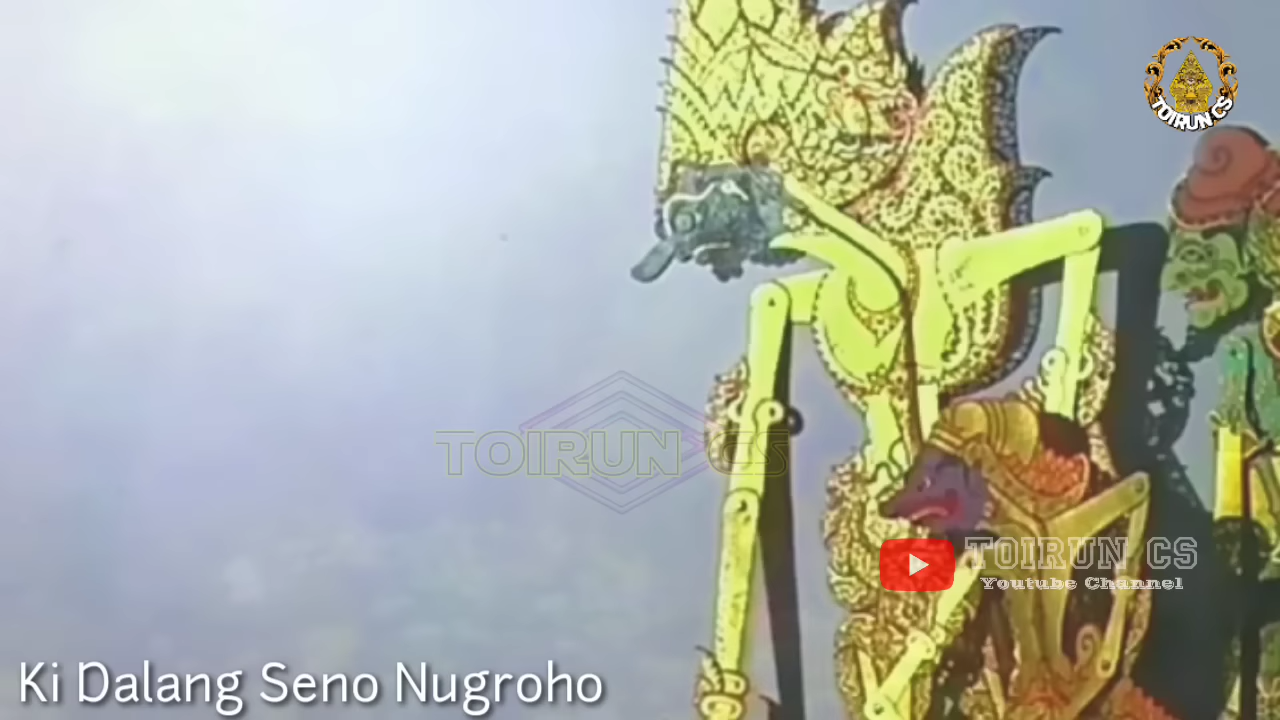 TOIRUN CS
TOIRUN CS
TOIRUN CS
Youtube Channel
Ki Dalang Seno Nugroho